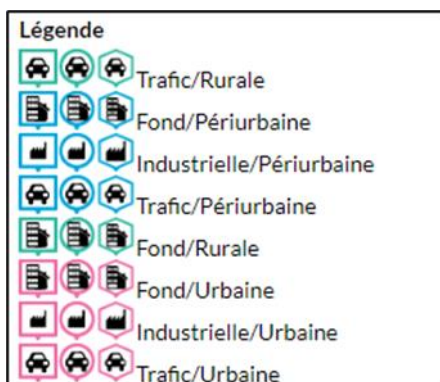 Légende
Trafic/Rurale
Fond/Périurbaine
Industrielle/Périurbaine
Trafic/Périurbaine
Fond/Rurale
Fond/Urbaine
Industrielle/Urbaine
Trafic/Urbaine